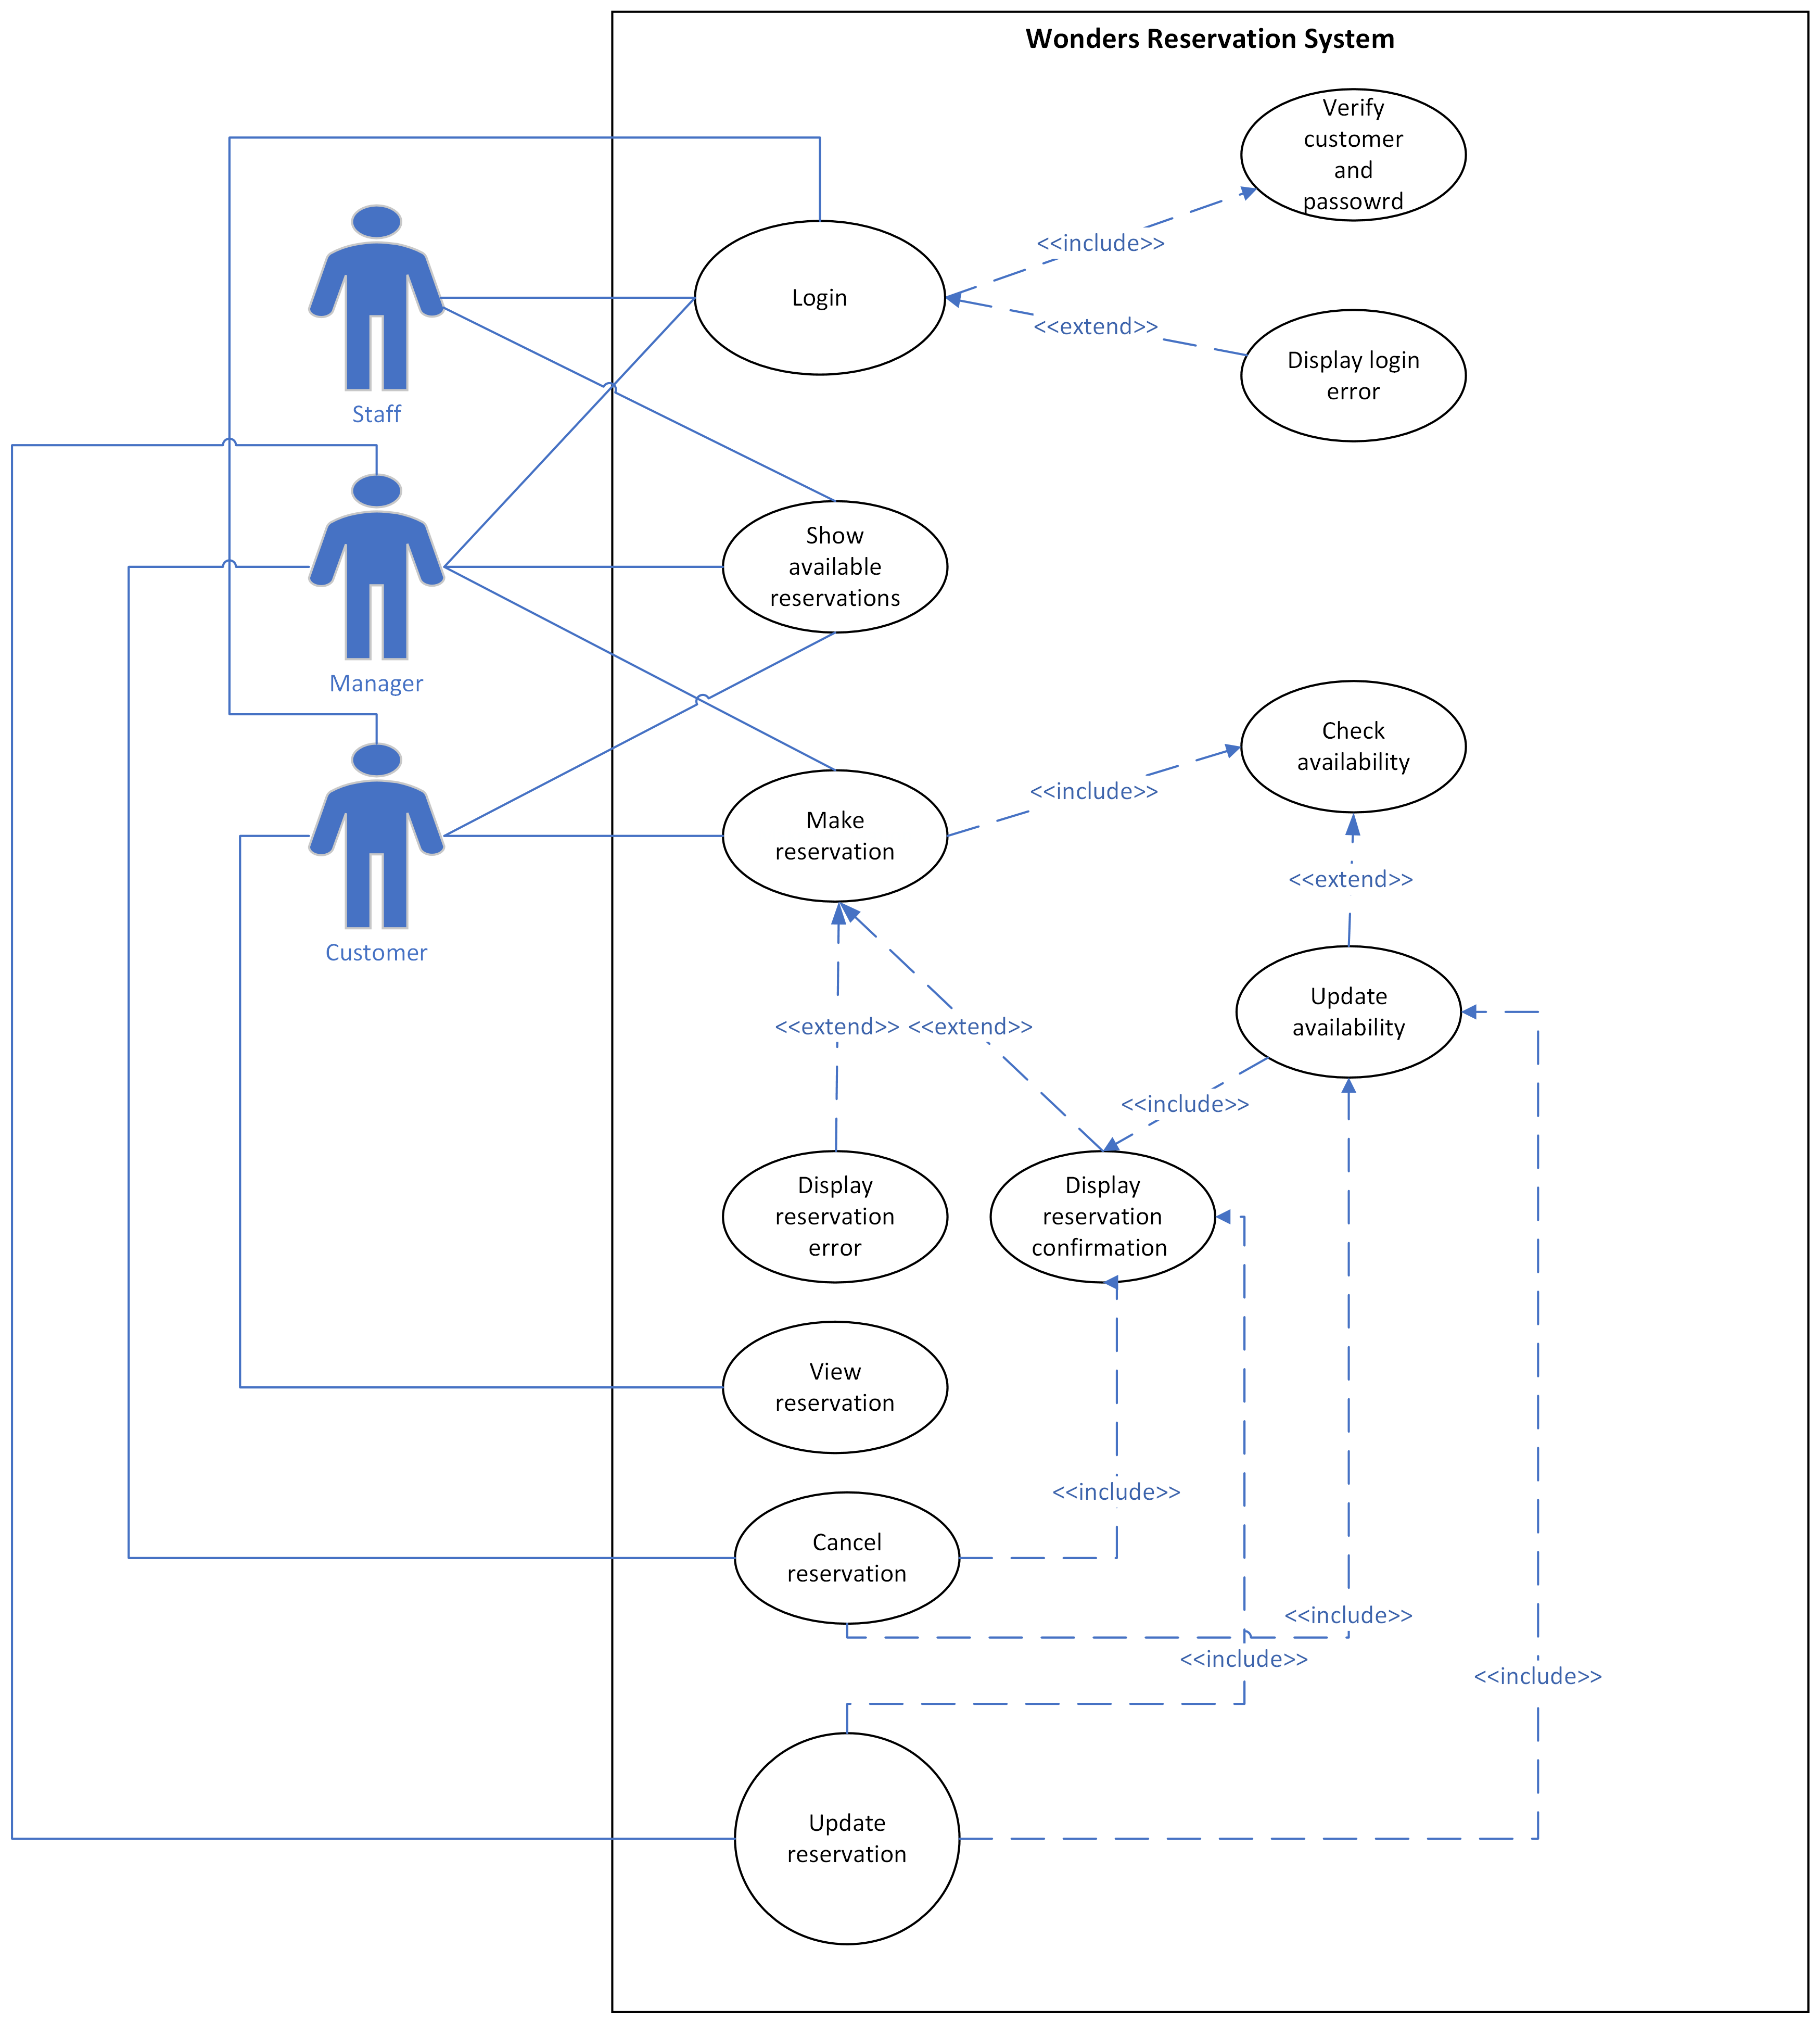 Wonders Reservation System
Verify
customer
and
passowrd
<<include>>
Login
<<extend>>
Display login
error
Staff
Show
available
reservations
Manager
Check
availability
<<include>>
Make
reservation
<<extend>>
Customer
Update
availability
<<extend>>
<<extend>>
<<include>>
Display
reservation
error
Display
reservation
confirmation
View
reservation
<<include>>
Cancel
reservation
<<include>>
<<include>>
<<include>>
Update
reservation